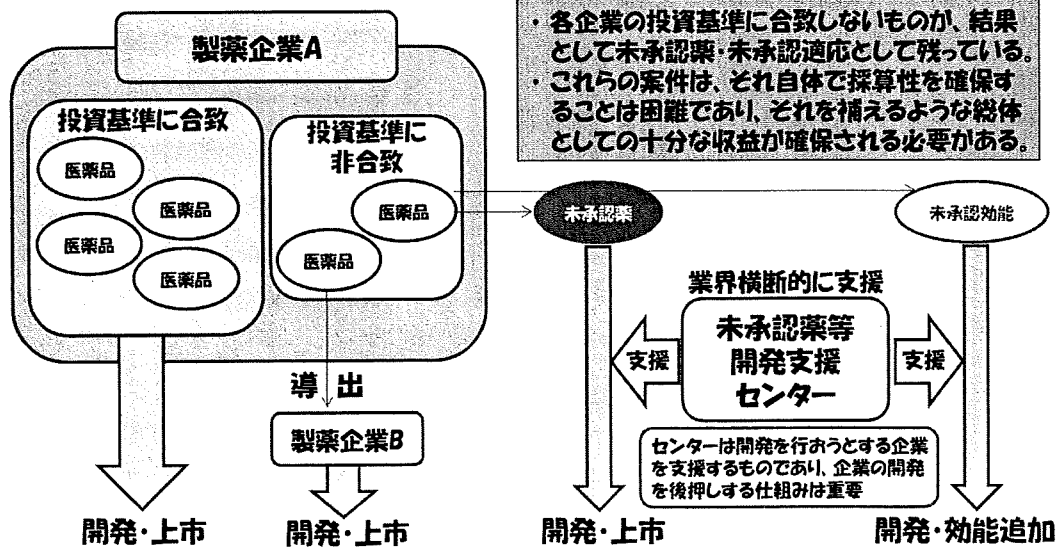 ・各企業の投資基準に合致しないものが、結果
として未承認薬・未承認適応として残っている。
・これらの案件は、それ自体で採算性を確保す
ることは困難であり、それを補えるような総体
としての十分な収益が確保される必要がある。
製薬企業A
投資基準に合致
医薬品
医薬品
医薬品
医薬品
投資基準に
非合致
医薬品
医薬品
未承認薬
未承認効能
業界横断的に支援
未承認薬等
開発支援
センター
支援
支援
導出
製薬企業B
センターは開発を行おうとする企業
を支援するものであり、企業の開発
を後押しする仕組みは重要
開発・上市
開発・上市
開発・上市
開発・効能追加